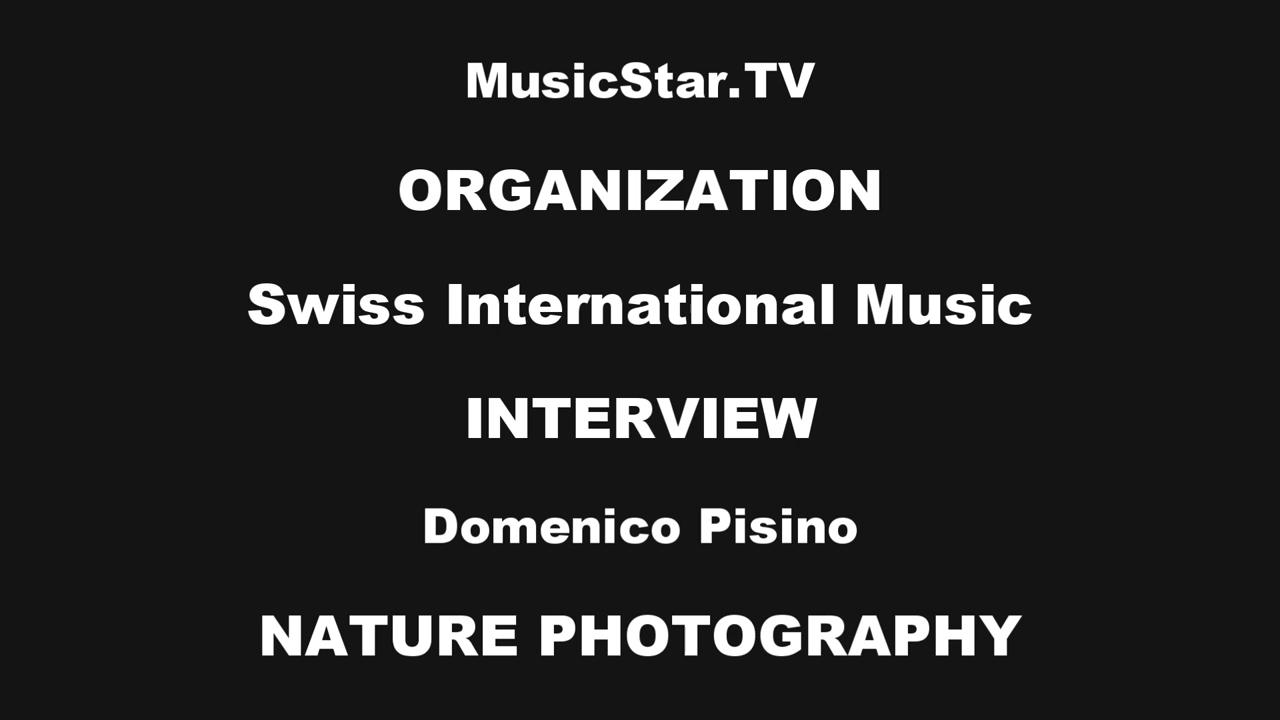 MusicStar.TV
ORGANIZATION
Swiss International Music
INTERVIEW
Domenico Pisino
NATURE PHOTOGRAPHY